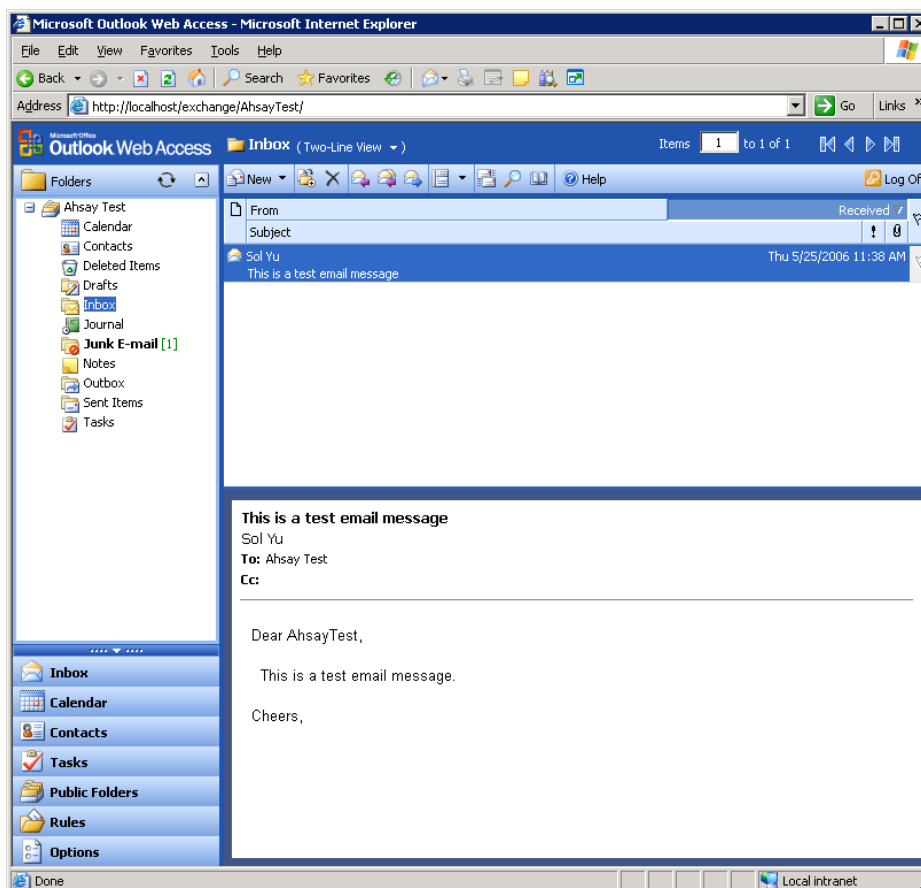 Microsoft Outlook Web Access - Microsoft Internet Explorer
File Edit View Favorites Tools Help
Back Search Favorites
Address http://localhost/exchange/AhsayTest/ Go Links »
Microsoft Office
Outlook Web Access Inbox (Two-Line View) Items 1 to 1 of 1
Folders New Help Log Of
Ahsay Test
Calendar
Contacts
Deleted Items
Drafts
Inbox
Journal
Junk E-mail [1]
Notes
Outbox
Sent Items
Tasks
From Received
Subject
Sol Yu Thu 5/25/2006 11:38 AM
This is a test email message
This is a test email message
Sol Yu
To: Ahsay Test
Cc:
Dear AhsayTest,
This is a test email message.
Cheers,
Inbox
Calendar
Contacts
Tasks
Public Folders
Rules
Options
Done Local intranet